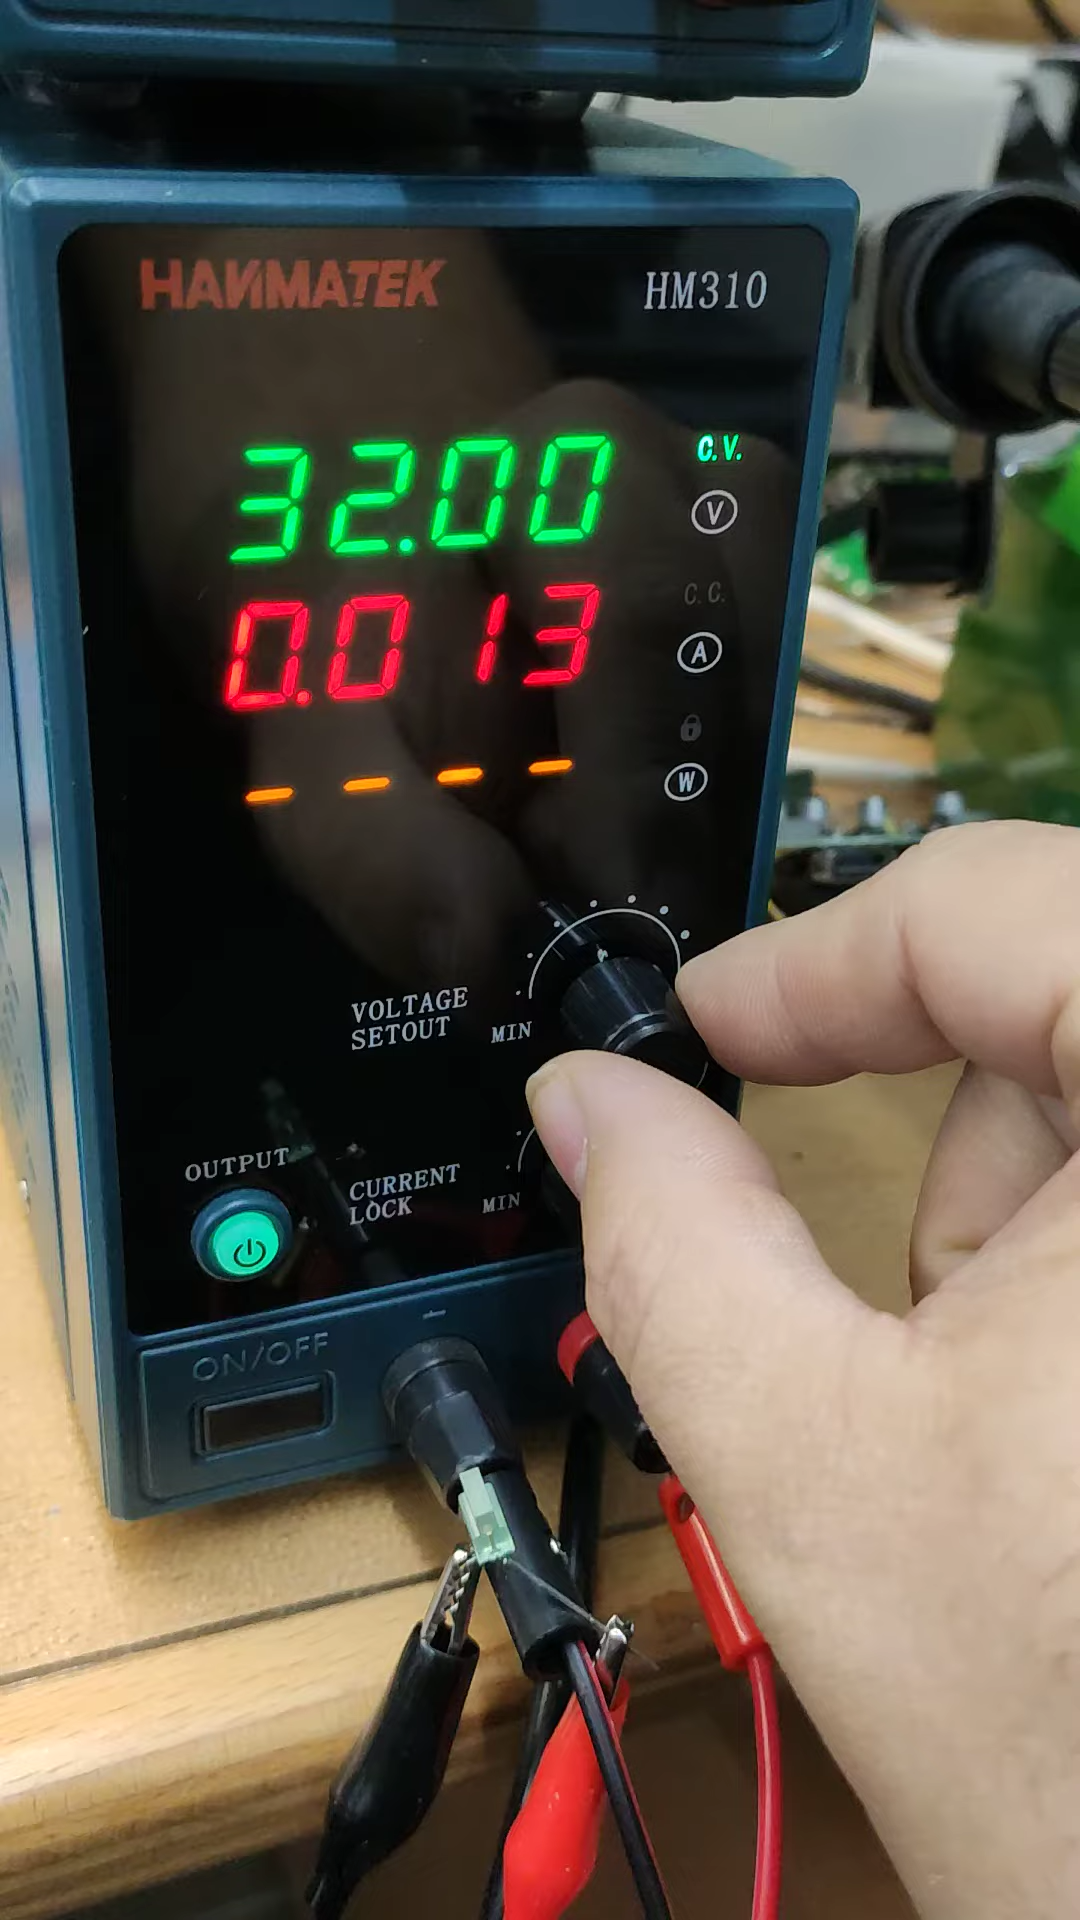 HANMATEK
HM310
32.00
C.V.
V
0.013
C.C.
A
- - - -
W
VOLTAGE
SETOUT
MIN
OUTPUT
CURRENT
LOCK
MIN
ON/OFF